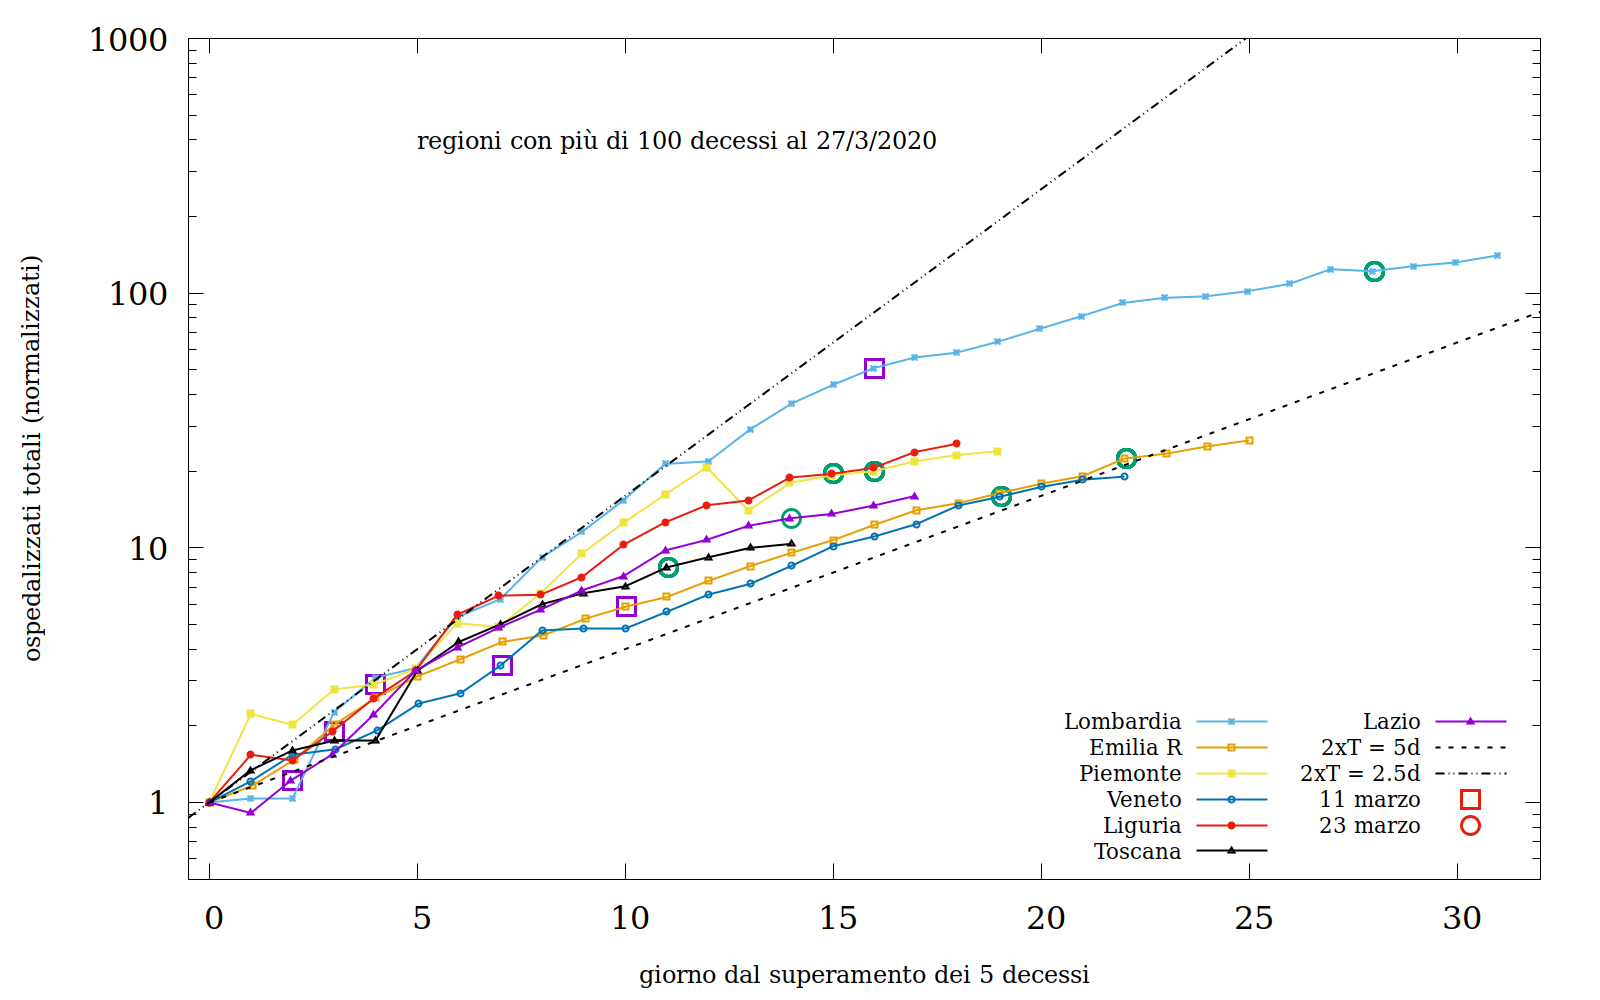 1000
100
10
1
ospedalizzati totali (normalizzati)
regioni con più di 100 decessi al 27/3/2020
Lombardia
Emilia R
Piemonte
Veneto
Liguria
Toscana
Lazio
2xT = 5d
2xT = 2.5d
11 marzo
23 marzo
0 5 10 15 20 25 30
giorno dal superamento dei 5 decessi